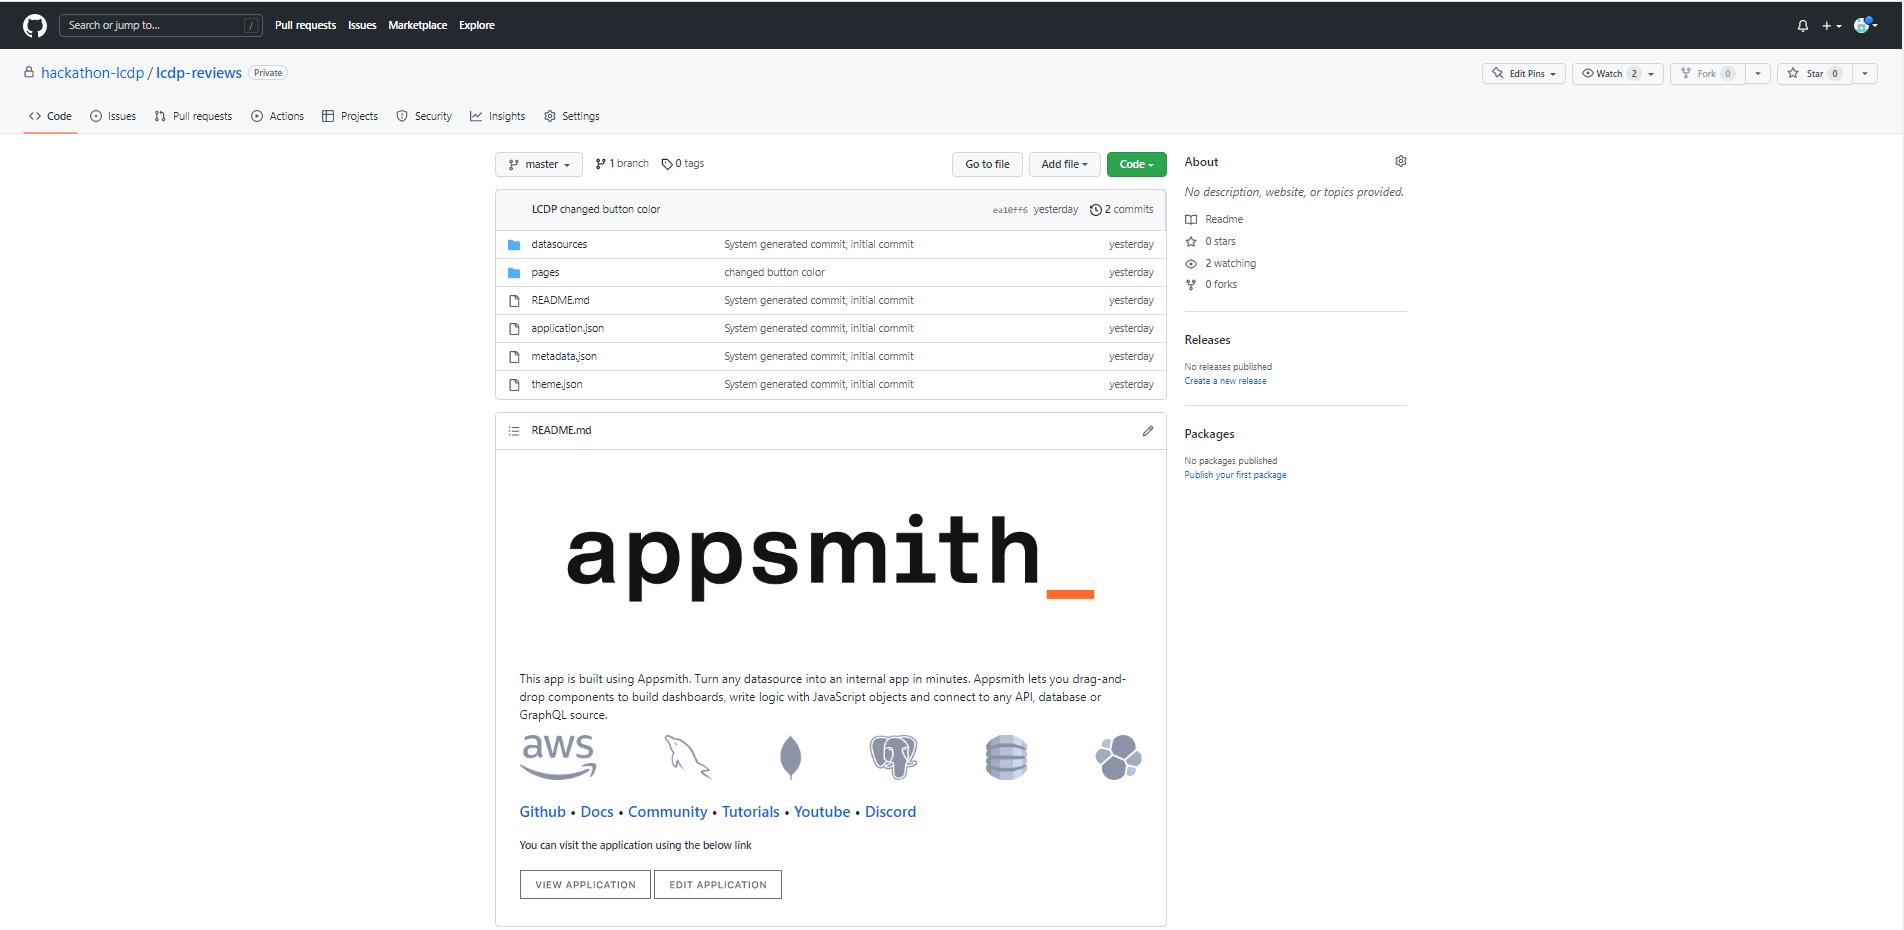 Search or jump to... /
Pull requests Issues Marketplace Explore
hackathon-lcdp / lcdp-reviews Private
Edit Pins Watch 2 Fork 0 Star 0
Code Issues Pull requests Actions Projects Security Insights Settings
master 1 branch 0 tags Go to file Add file Code
LCDP changed button color ea10ff6 yesterday 2 commits
datasources System generated commit, initial commit yesterday
pages changed button color yesterday
README.md System generated commit, initial commit yesterday
application.json System generated commit, initial commit yesterday
metadata.json System generated commit, initial commit yesterday
theme.json System generated commit, initial commit yesterday
README.md
appsmith_
This app is built using Appsmith. Turn any datasource into an internal app in minutes. Appsmith lets you drag-and-
drop components to build dashboards, write logic with JavaScript objects and connect to any API, database or
GraphQL source.
aws
Github • Docs • Community • Tutorials • Youtube • Discord
You can visit the application using the below link
VIEW APPLICATION EDIT APPLICATION
About
No description, website, or topics provided.
Readme
0 stars
2 watching
0 forks
Releases
No releases published
Create a new release
Packages
No packages published
Publish your first package